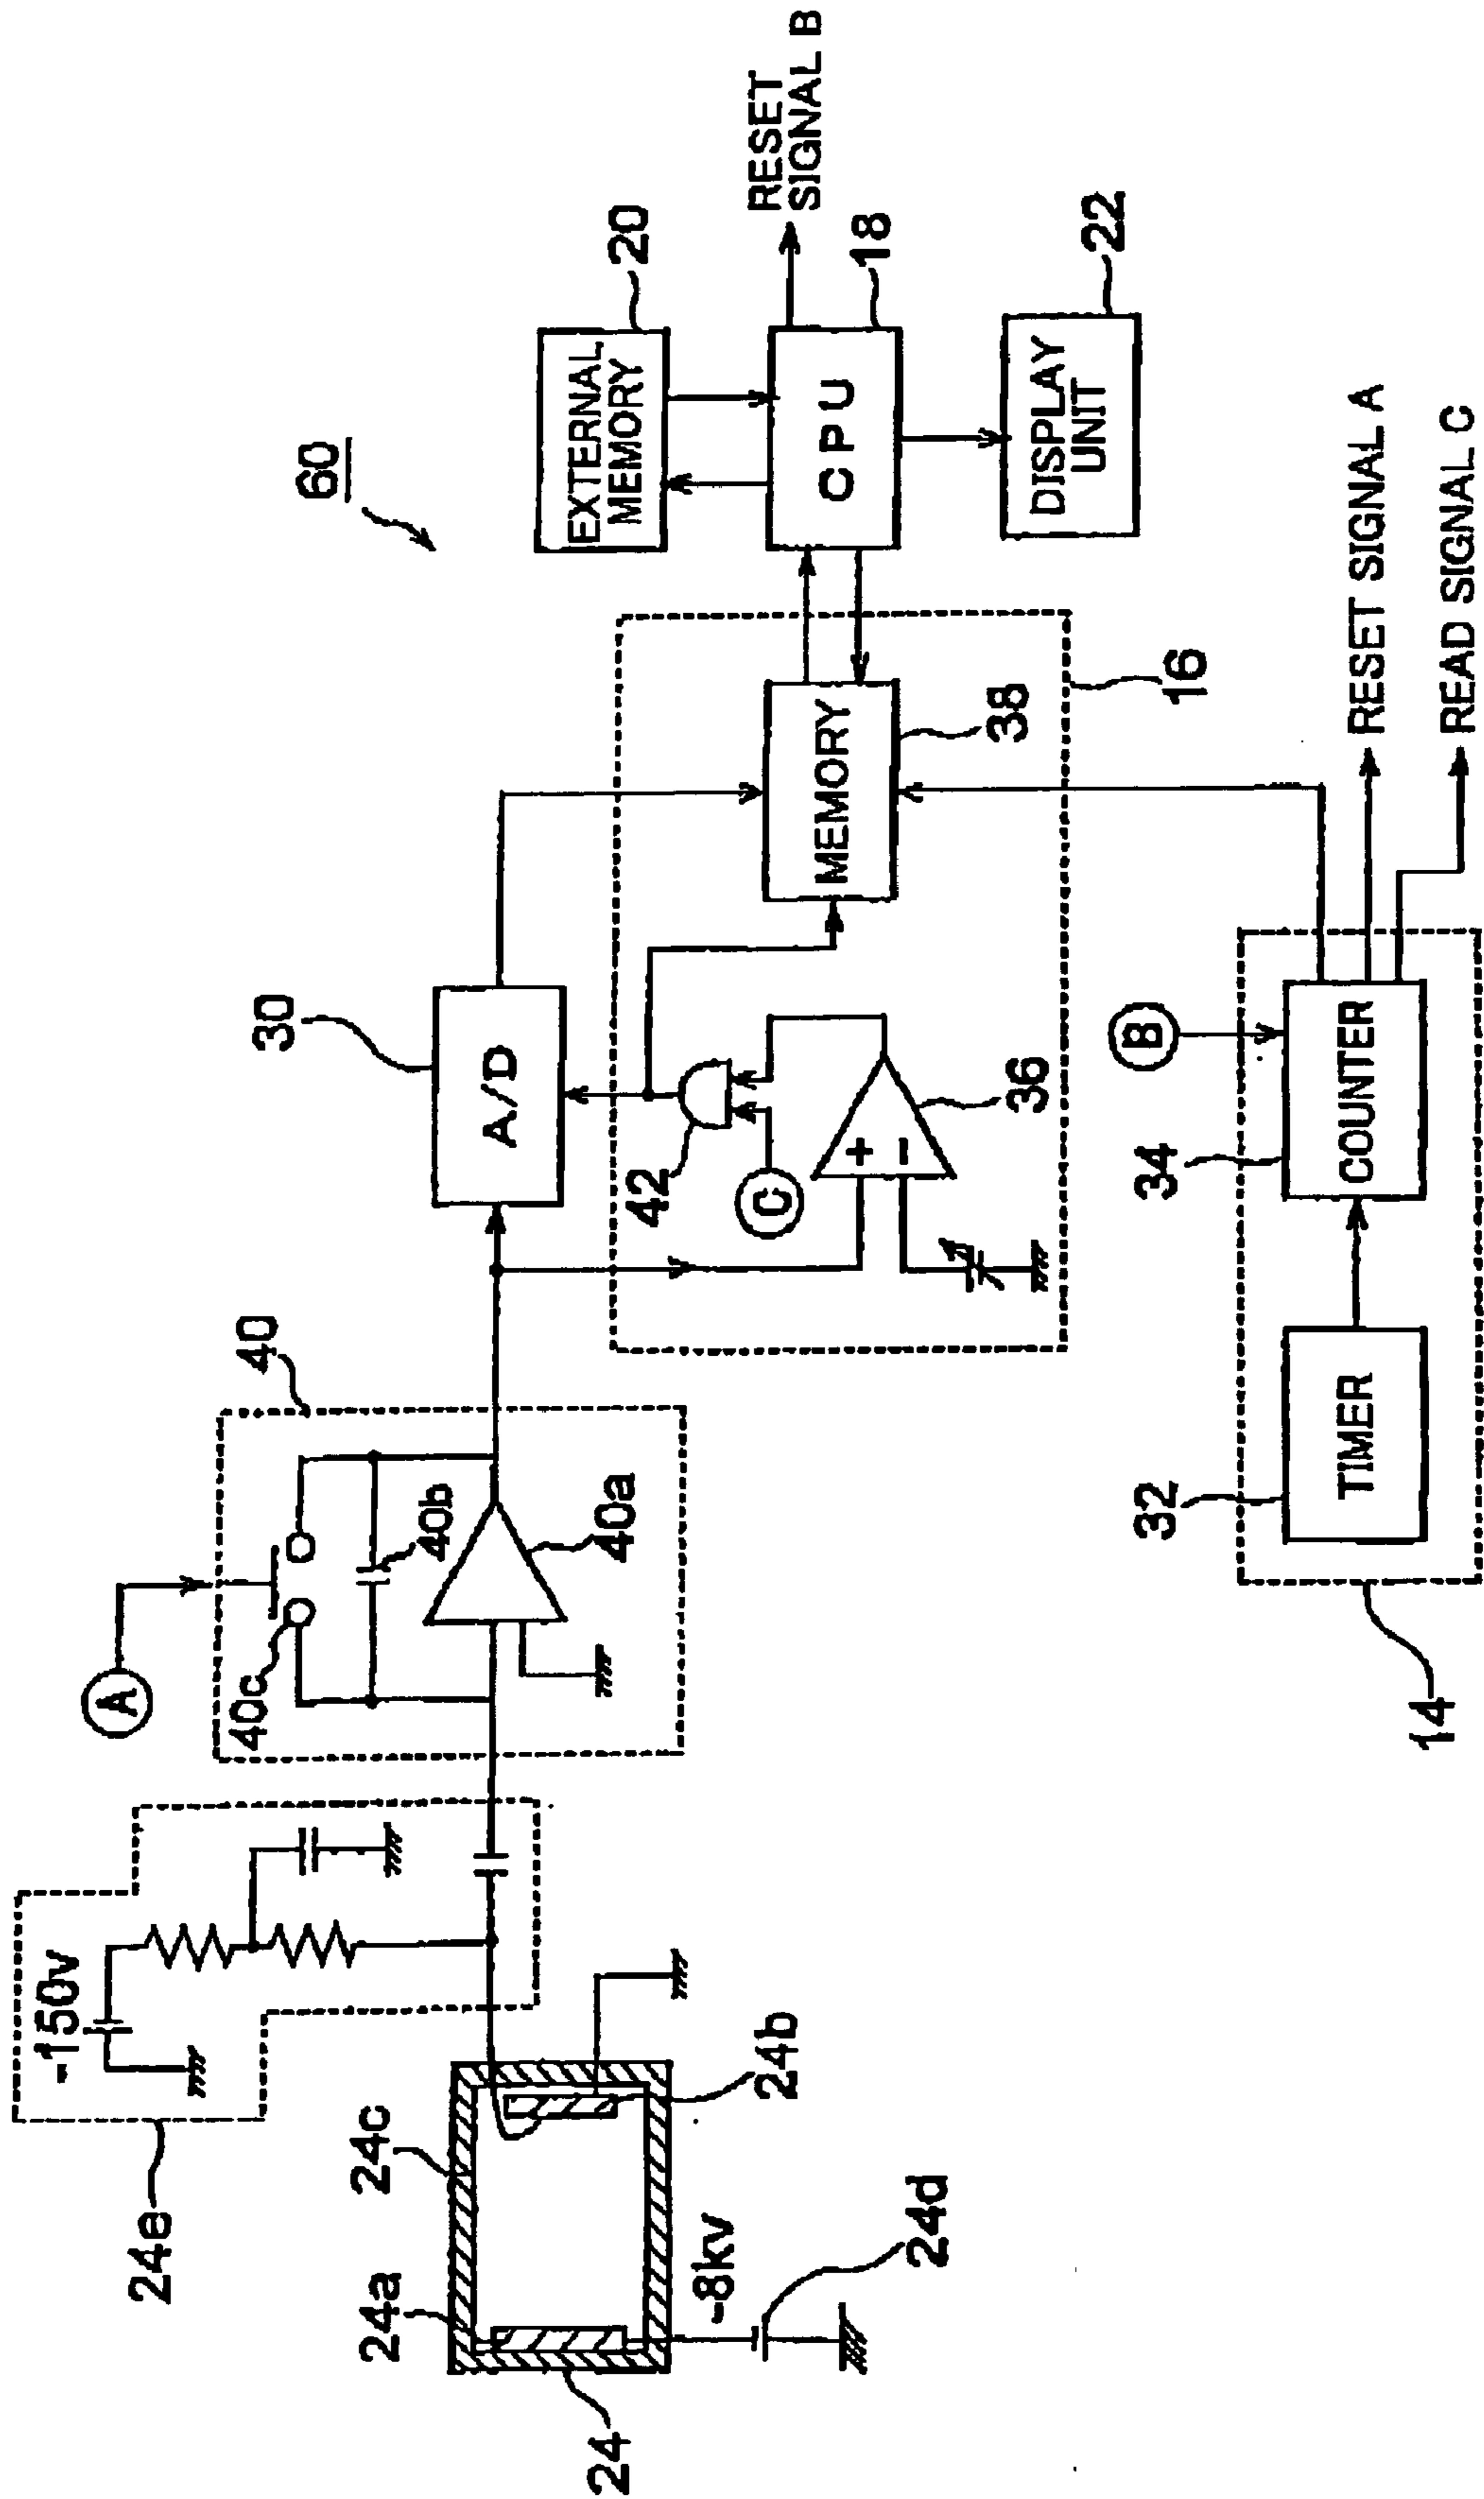 60
30
40
A
40c
40b
40a
-150v
24e
24c
24a
24b
24d
-8kv
24
A/D
42
C
+
-
36
MEMORY
38
16
EXTERNAL
MEMORY
20
CPU
18
RESET
SIGNAL B
DISPLAY
UNIT
22
B
34
COUNTER
32
TIMER
14
RESET SIGNAL A
READ SIGNAL C